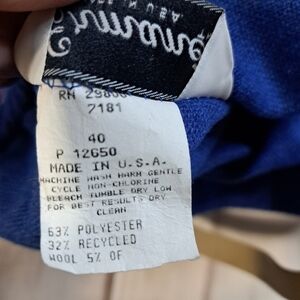 RN 29806
7181
40
P 12650
MADE IN U.S.A.
MACHINE WASH WARM GENTLE
CYCLE NON-CHLORINE
BLEACH TUMBLE DRY LOW
FOR BEST RESULTS DRY
CLEAN
63% POLYESTER
32% RECYCLED
WOOL 5% OF